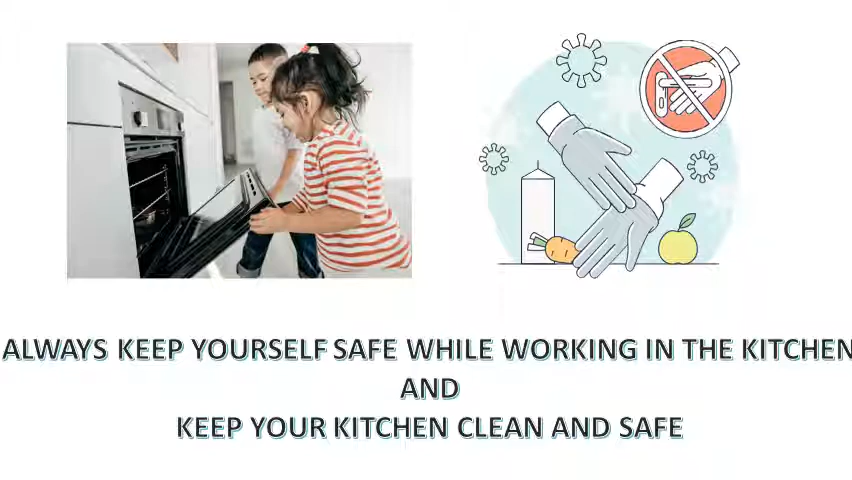 ALWAYS KEEP YOURSELF SAFE WHILE WORKING IN THE KITCHEN
AND
KEEP YOUR KITCHEN CLEAN AND SAFE